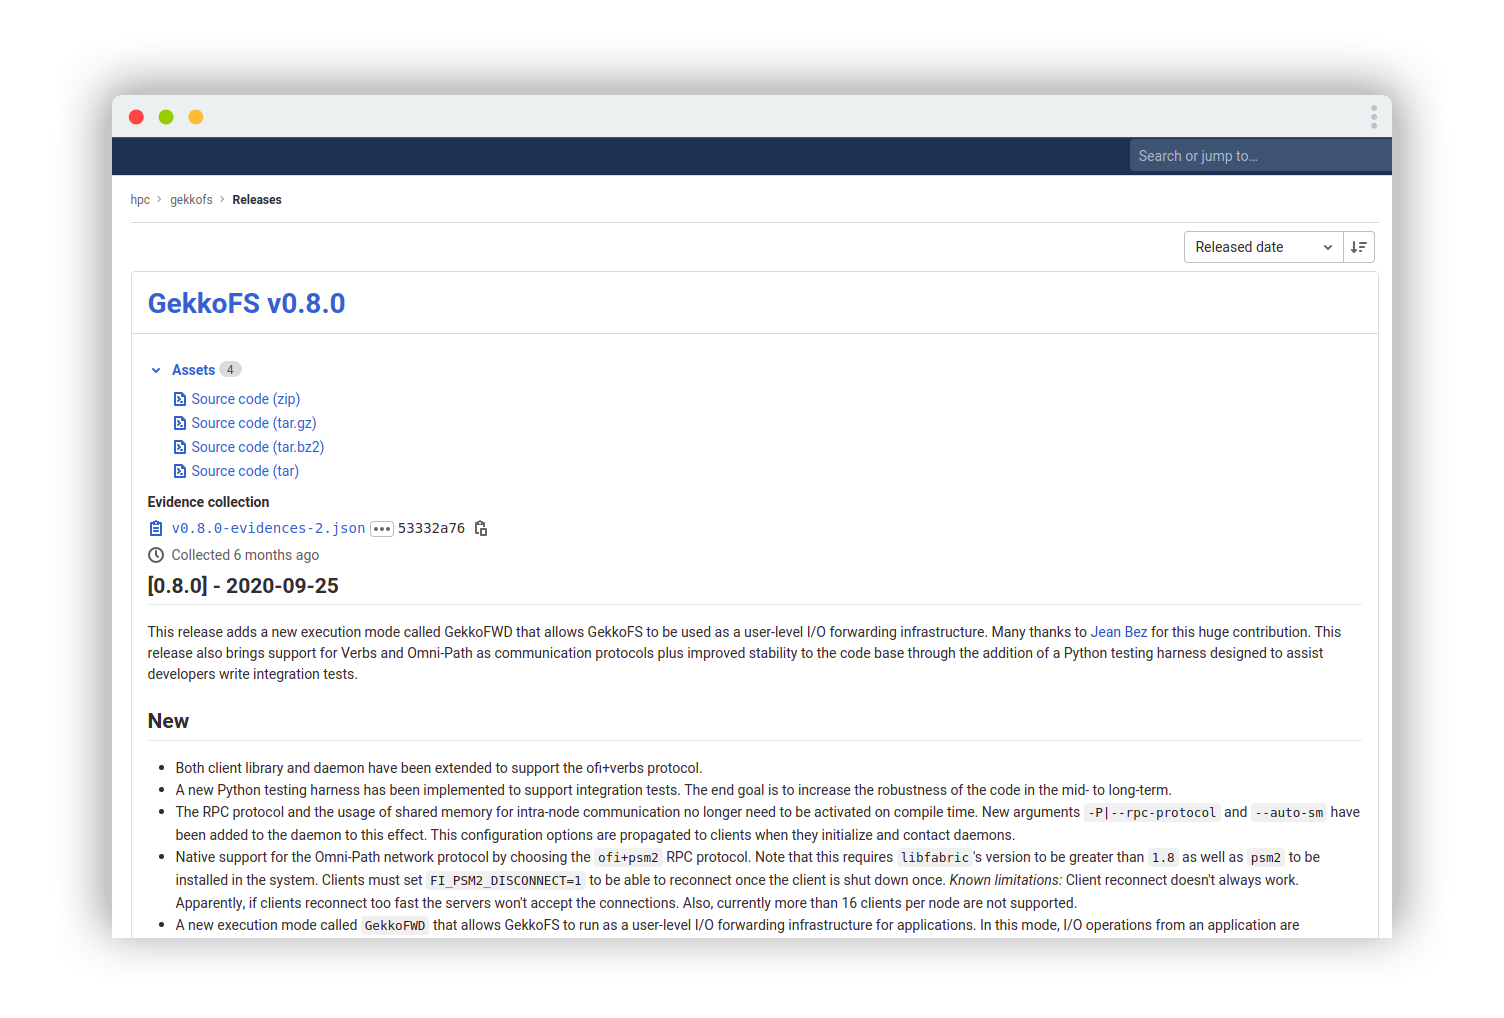 Search or jump to…
hpc > gekkofs > Releases
Released date
GekkoFS v0.8.0
Assets 4
Source code (zip)
Source code (tar.gz)
Source code (tar.bz2)
Source code (tar)
Evidence collection
v0.8.0-evidences-2.json ••• 53332a76
Collected 6 months ago
[0.8.0] - 2020-09-25
This release adds a new execution mode called GekkoFWD that allows GekkoFS to be used as a user-level I/O forwarding infrastructure. Many thanks to Jean Bez for this huge contribution. This
release also brings support for Verbs and Omni-Path as communication protocols plus improved stability to the code base through the addition of a Python testing harness designed to assist
developers write integration tests.
New
• Both client library and daemon have been extended to support the ofi+verbs protocol.
• A new Python testing harness has been implemented to support integration tests. The end goal is to increase the robustness of the code in the mid- to long-term.
• The RPC protocol and the usage of shared memory for intra-node communication no longer need to be activated on compile time. New arguments -P|--rpc-protocol and --auto-sm have
been added to the daemon to this effect. This configuration options are propagated to clients when they initialize and contact daemons.
• Native support for the Omni-Path network protocol by choosing the ofi+psm2 RPC protocol. Note that this requires libfabric's version to be greater than 1.8 as well as psm2 to be
installed in the system. Clients must set FI_PSM2_DISCONNECT=1 to be able to reconnect once the client is shut down once. Known limitations: Client reconnect doesn't always work.
Apparently, if clients reconnect too fast the servers won't accept the connections. Also, currently more than 16 clients per node are not supported.
• A new execution mode called GekkoFWD that allows GekkoFS to run as a user-level I/O forwarding infrastructure for applications. In this mode, I/O operations from an application are